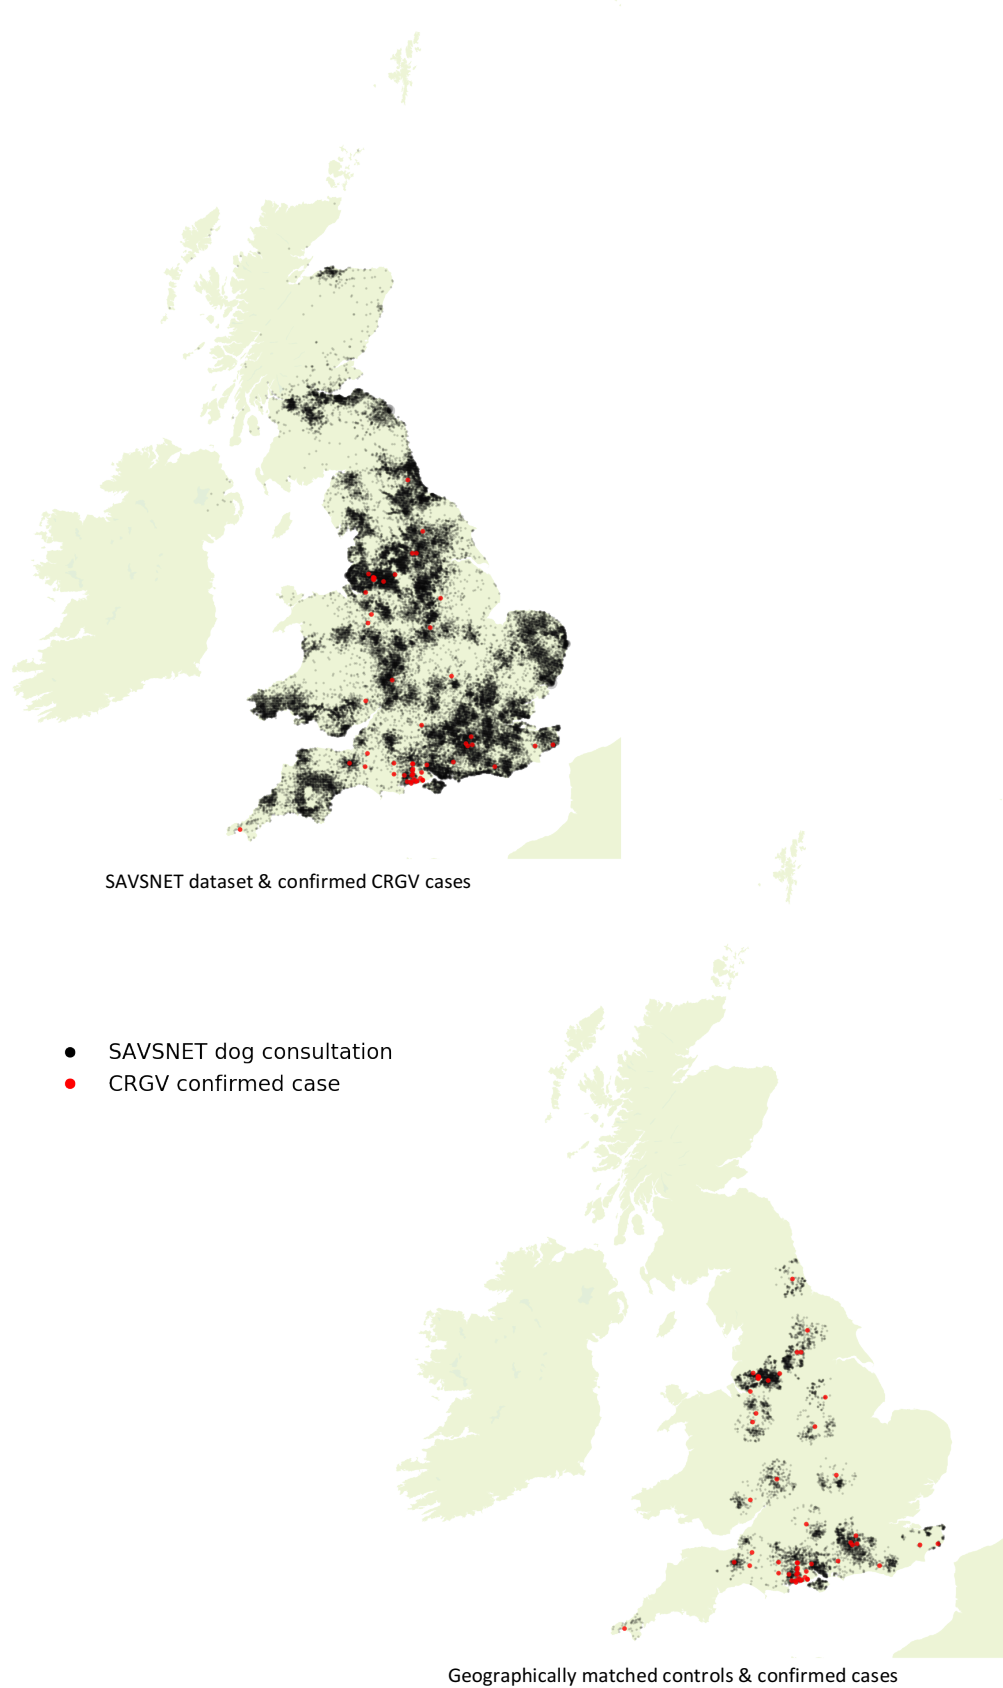 SAVSNET dataset & confirmed CRGV cases
SAVSNET dog consultation
CRGV confirmed case
Geographically matched controls & confirmed cases